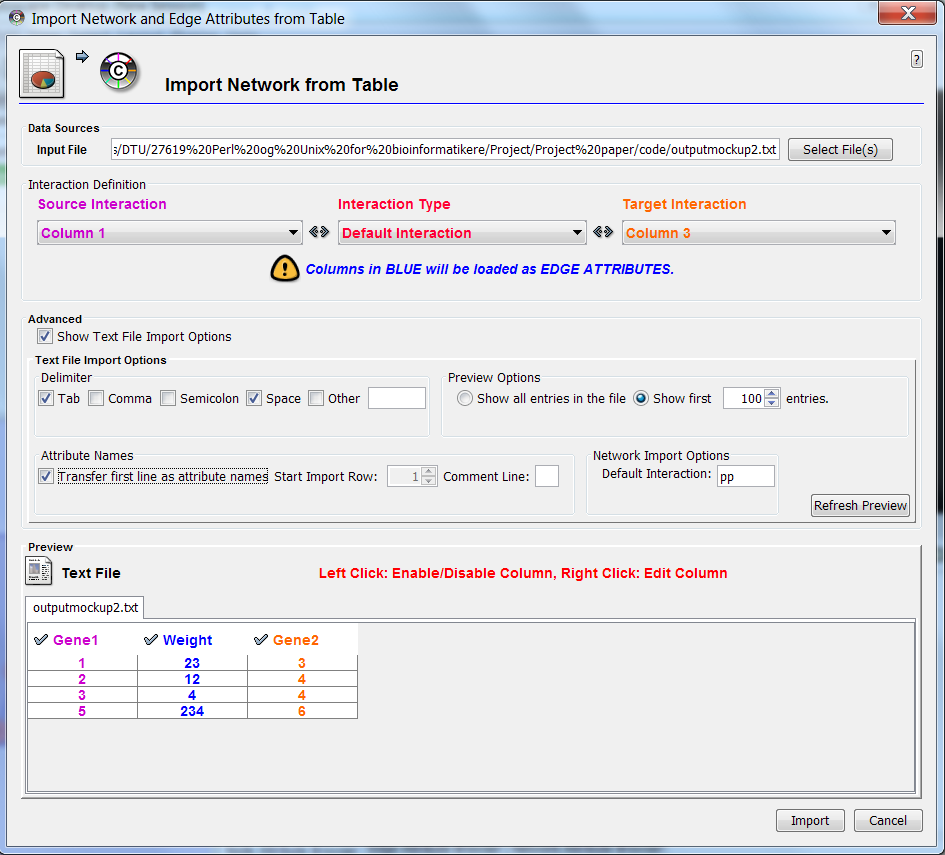 Import Network and Edge Attributes from Table
Import Network from Table
?
Data Sources
Input File s/DTU/27619%20Perl%20og%20Unix%20for%20bioinformatikere/Project/Project%20paper/code/outputmockup2.txt Select File(s)
Interaction Definition
Source Interaction Interaction Type Target Interaction
Column 1 Default Interaction Column 3
Columns in BLUE will be loaded as EDGE ATTRIBUTES.
Advanced
Show Text File Import Options
Text File Import Options
Delimiter Preview Options
Tab Comma Semicolon Space Other Show all entries in the file Show first 100 entries.
Attribute Names Network Import Options
Transfer first line as attribute names Start Import Row: 1 Comment Line: Default Interaction: pp
Refresh Preview
Preview
Text File Left Click: Enable/Disable Column, Right Click: Edit Column
outputmockup2.txt
Gene1 Weight Gene2
1 23 3
2 12 4
3 4 4
5 234 6
Import Cancel